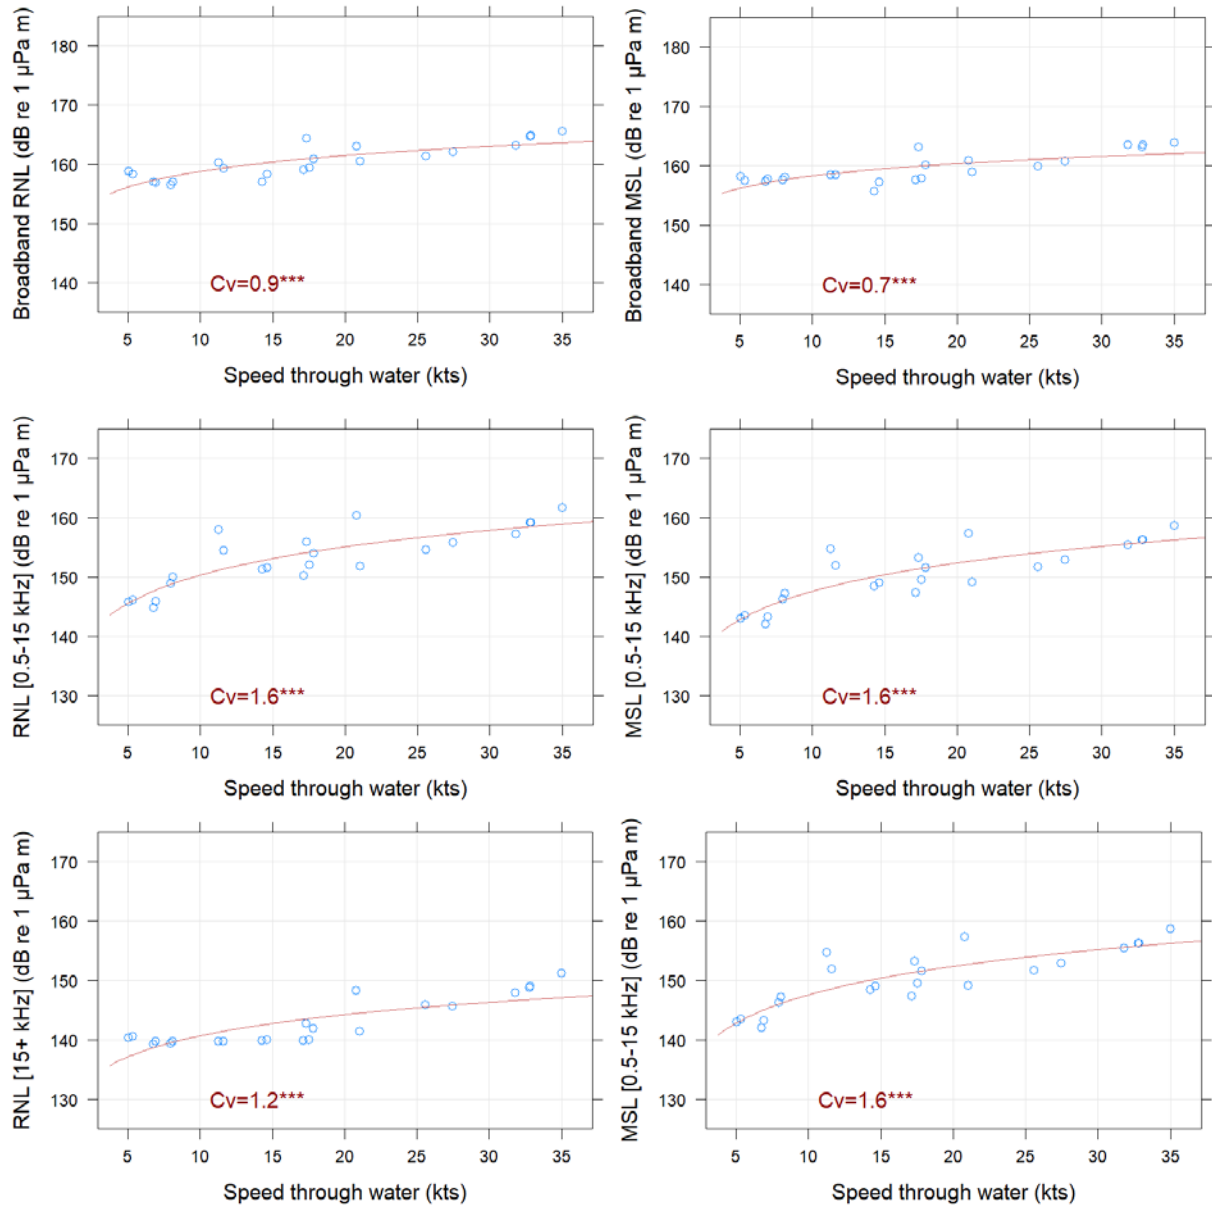 Broadband RNL (dB re 1 µPa m)
180
170
160
150
140
Cv=0.9***
5 10 15 20 25 30 35
Speed through water (kts)
Broadband MSL (dB re 1 µPa m)
180
170
160
150
140
Cv=0.7***
5 10 15 20 25 30 35
Speed through water (kts)
RNL [0.5-15 kHz] (dB re 1 µPa m)
170
160
150
140
130
Cv=1.6***
5 10 15 20 25 30 35
Speed through water (kts)
MSL [0.5-15 kHz] (dB re 1 µPa m)
170
160
150
140
130
Cv=1.6***
5 10 15 20 25 30 35
Speed through water (kts)
RNL [15+ kHz] (dB re 1 µPa m)
170
160
150
140
130
Cv=1.2***
5 10 15 20 25 30 35
Speed through water (kts)
MSL [0.5-15 kHz] (dB re 1 µPa m)
170
160
150
140
130
Cv=1.6***
5 10 15 20 25 30 35
Speed through water (kts)